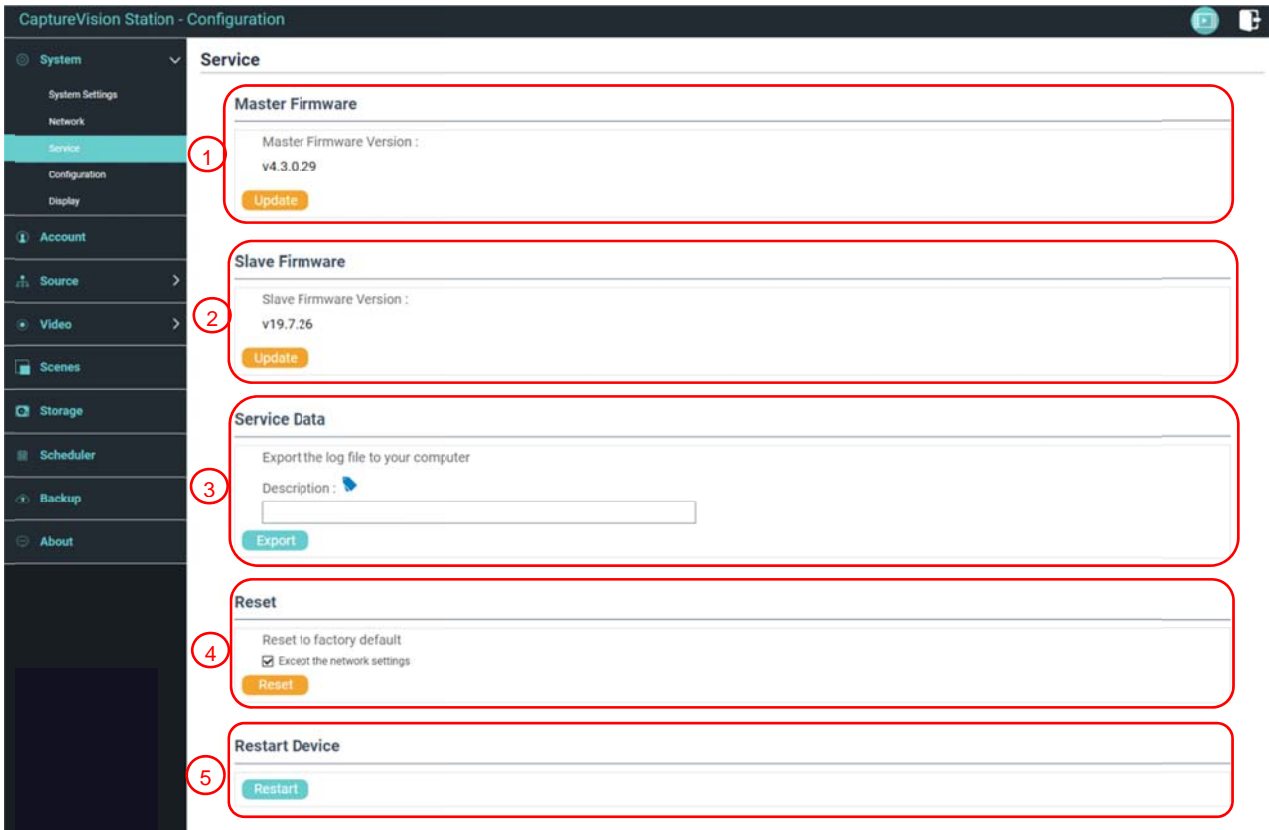 CaptureVision Station - Configuration
System
System Settings
Network
Service
Configuration
Display
Account
Source
Video
Scenes
Storage
Scheduler
Backup
About
Service
1
Master Firmware
Master Firmware Version :
v4.3.0.29
Update
2
Slave Firmware
Slave Firmware Version :
v19.7.26
Update
3
Service Data
Export the log file to your computer
Description :
Export
4
Reset
Reset to factory default
Except the network settings
Reset
5
Restart Device
Restart